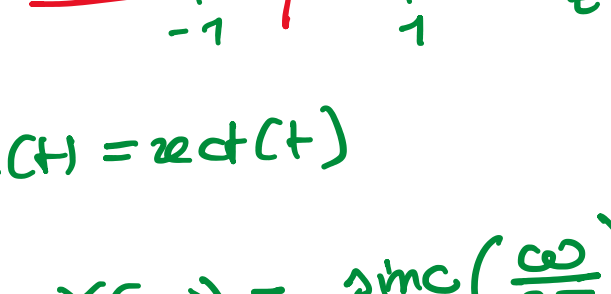 -1 1 t
(t) = rect(t)
= sinc(ω